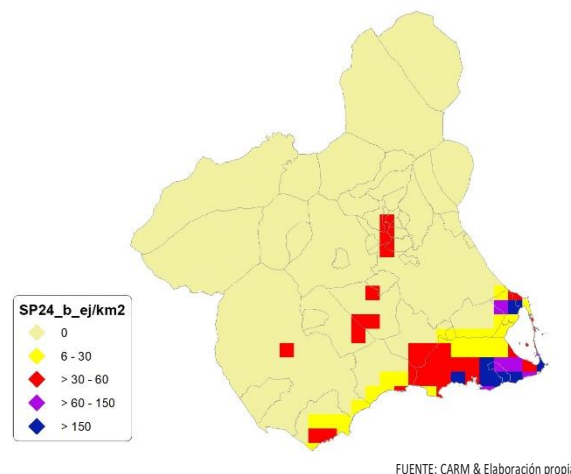 SP24_b_ej/km2
0
6 - 30
> 30 - 60
> 60 - 150
> 150
FUENTE: CARM & Elaboración propia